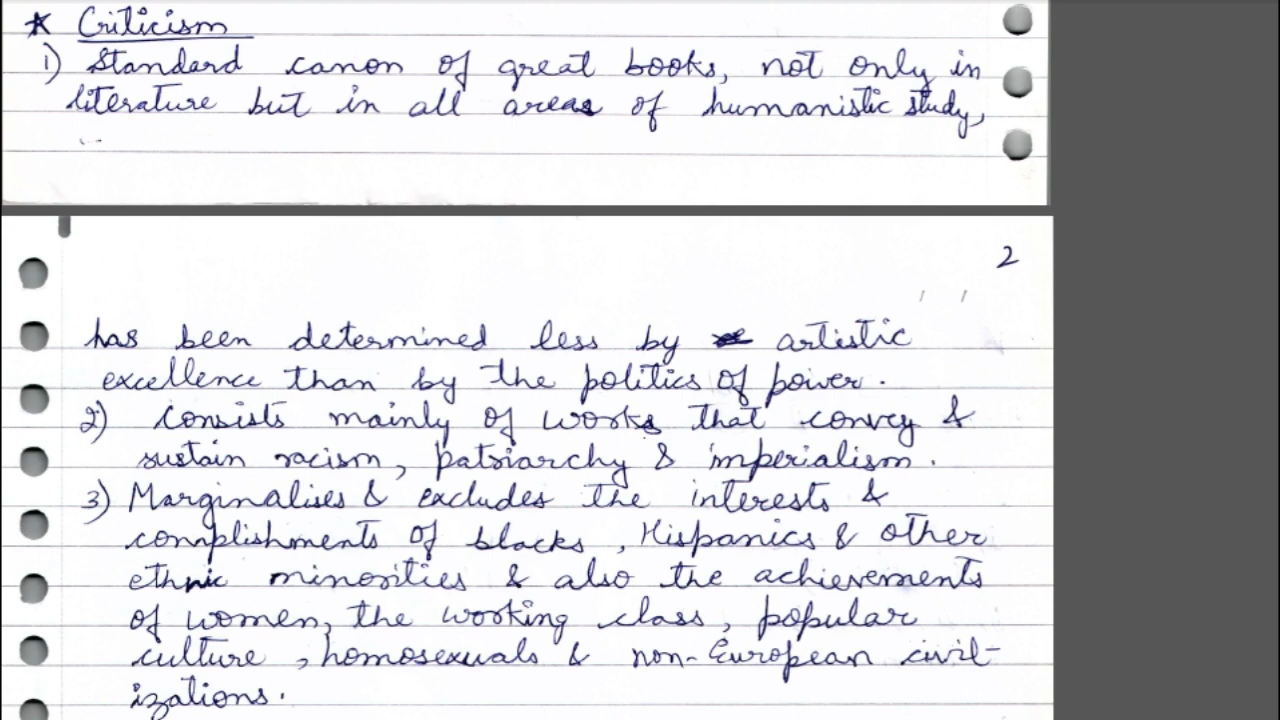 * Criticism
1) Standard canon of great books, not only in
literature but in all areas of humanistic study,
2
has been determined less by artistic
excellence than by the politics of power.
2) consists mainly of works that convey &
sustain racism, patriarchy & imperialism.
3) Marginalises & excludes the interests &
complishments of blacks, Hispanics & other
ethnic minorities & also the achievements
of women, the working class, popular
culture, homosexuals & non-European civil-
izations.